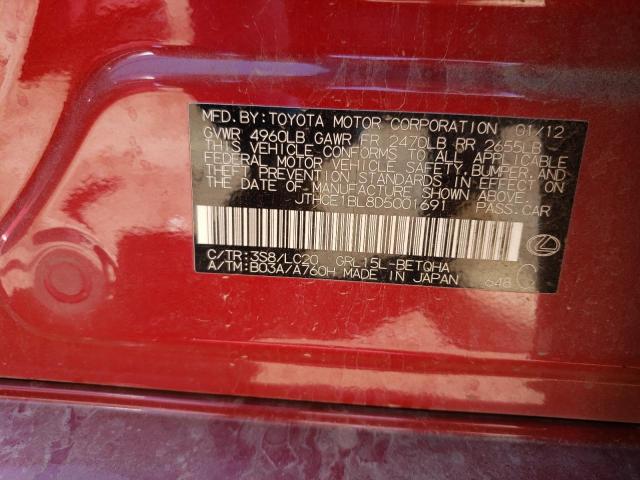 MFD. BY: TOYOTA MOTOR CORPORATION 01/12
GVWR 4960LB GAWR FR 2470LB RR 2655LB
THIS VEHICLE CONFORMS TO ALL APPLICABLE
FEDERAL MOTOR VEHICLE SAFETY, BUMPER, AND
THEFT PREVENTION STANDARDS IN EFFECT ON
THE DATE OF MANUFACTURE SHOWN ABOVE.
JTHCE1BL8D5001691 PASS. CAR
C/TR: 3S8/LC20 GRL15L-BETQHA
A/TM: B03A/A760H MADE IN JAPAN 648 C